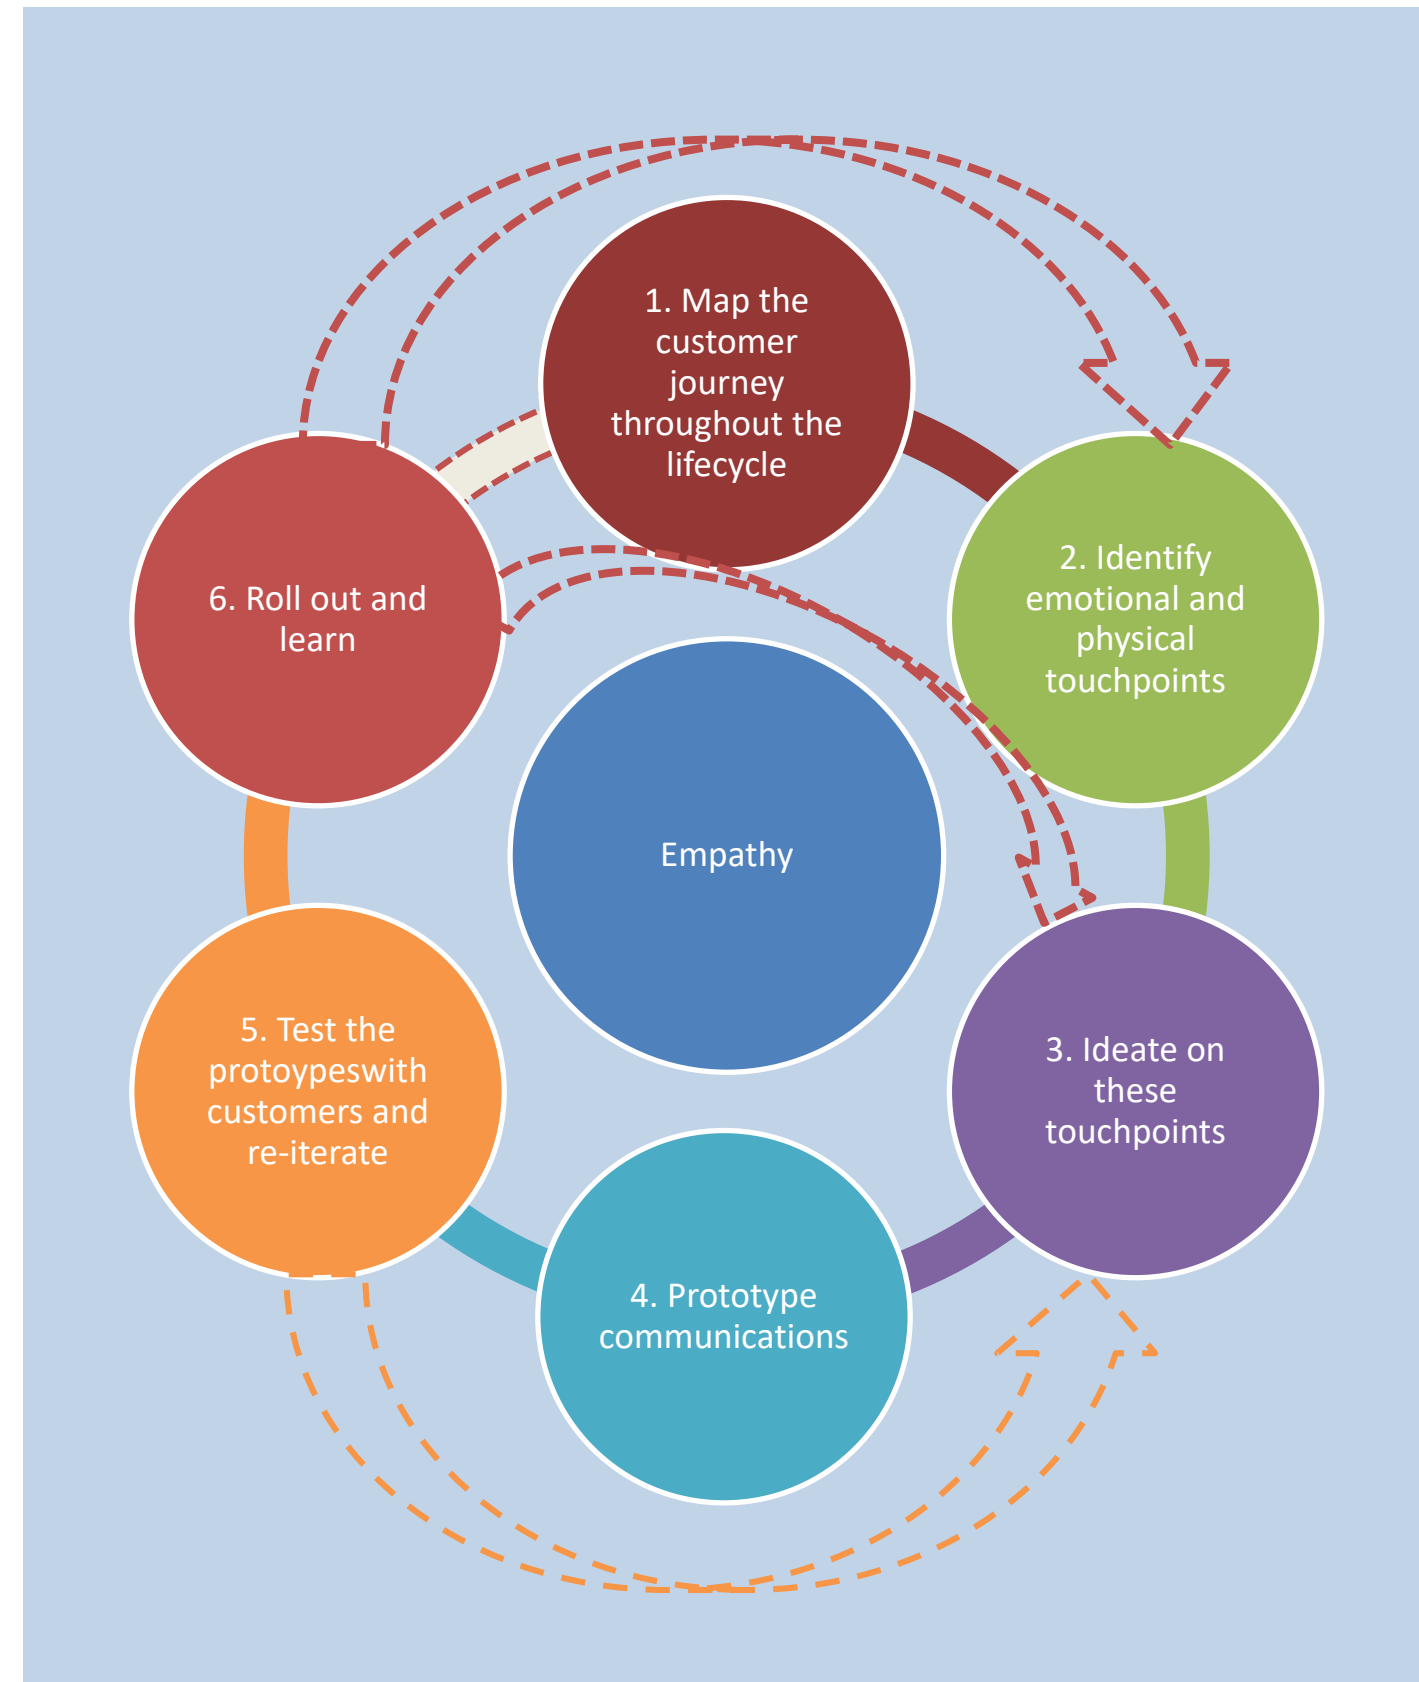 1. Map the
customer
journey
throughout the
lifecycle
2. Identify
emotional and
physical
touchpoints
3. Ideate on
these
touchpoints
4. Prototype
communications
5. Test the
protoypeswith
customers and
re-iterate
6. Roll out and
learn
Empathy